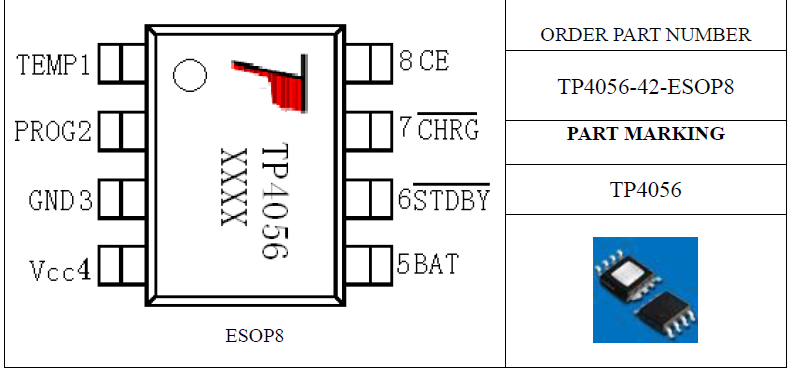 TEMP1
PROG2
GND3
Vcc4
8CE
7CHRG
6STDBY
5BAT
TP4056
XXXX
ESOP8
ORDER PART NUMBER
TP4056-42-ESOP8
PART MARKING
TP4056